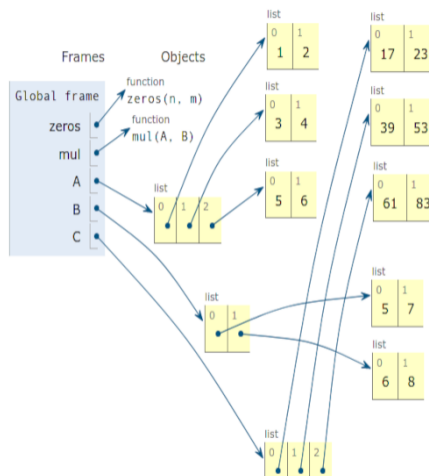 Frames
Objects
Global frame
zeros
mul
A
B
C
function
zeros(n, m)
function
mul(A, B)
list
0 1 2
list
0 1
1 2
list
0 1
3 4
list
0 1
5 6
list
0 1
list
0 1
17 23
list
0 1
39 53
list
0 1
61 83
list
0 1
5 7
list
0 1
6 8
list
0 1 2